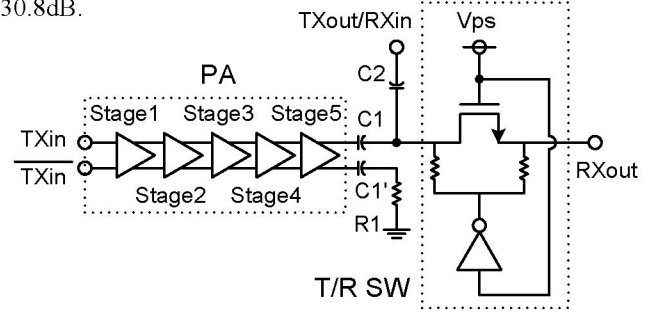 30.8dB.
TXout/RXin
Vps
C2
PA
Stage1 Stage3 Stage5 C1
TXin
TXin
RXout
Stage2 Stage4 C1'
R1
T/R SW